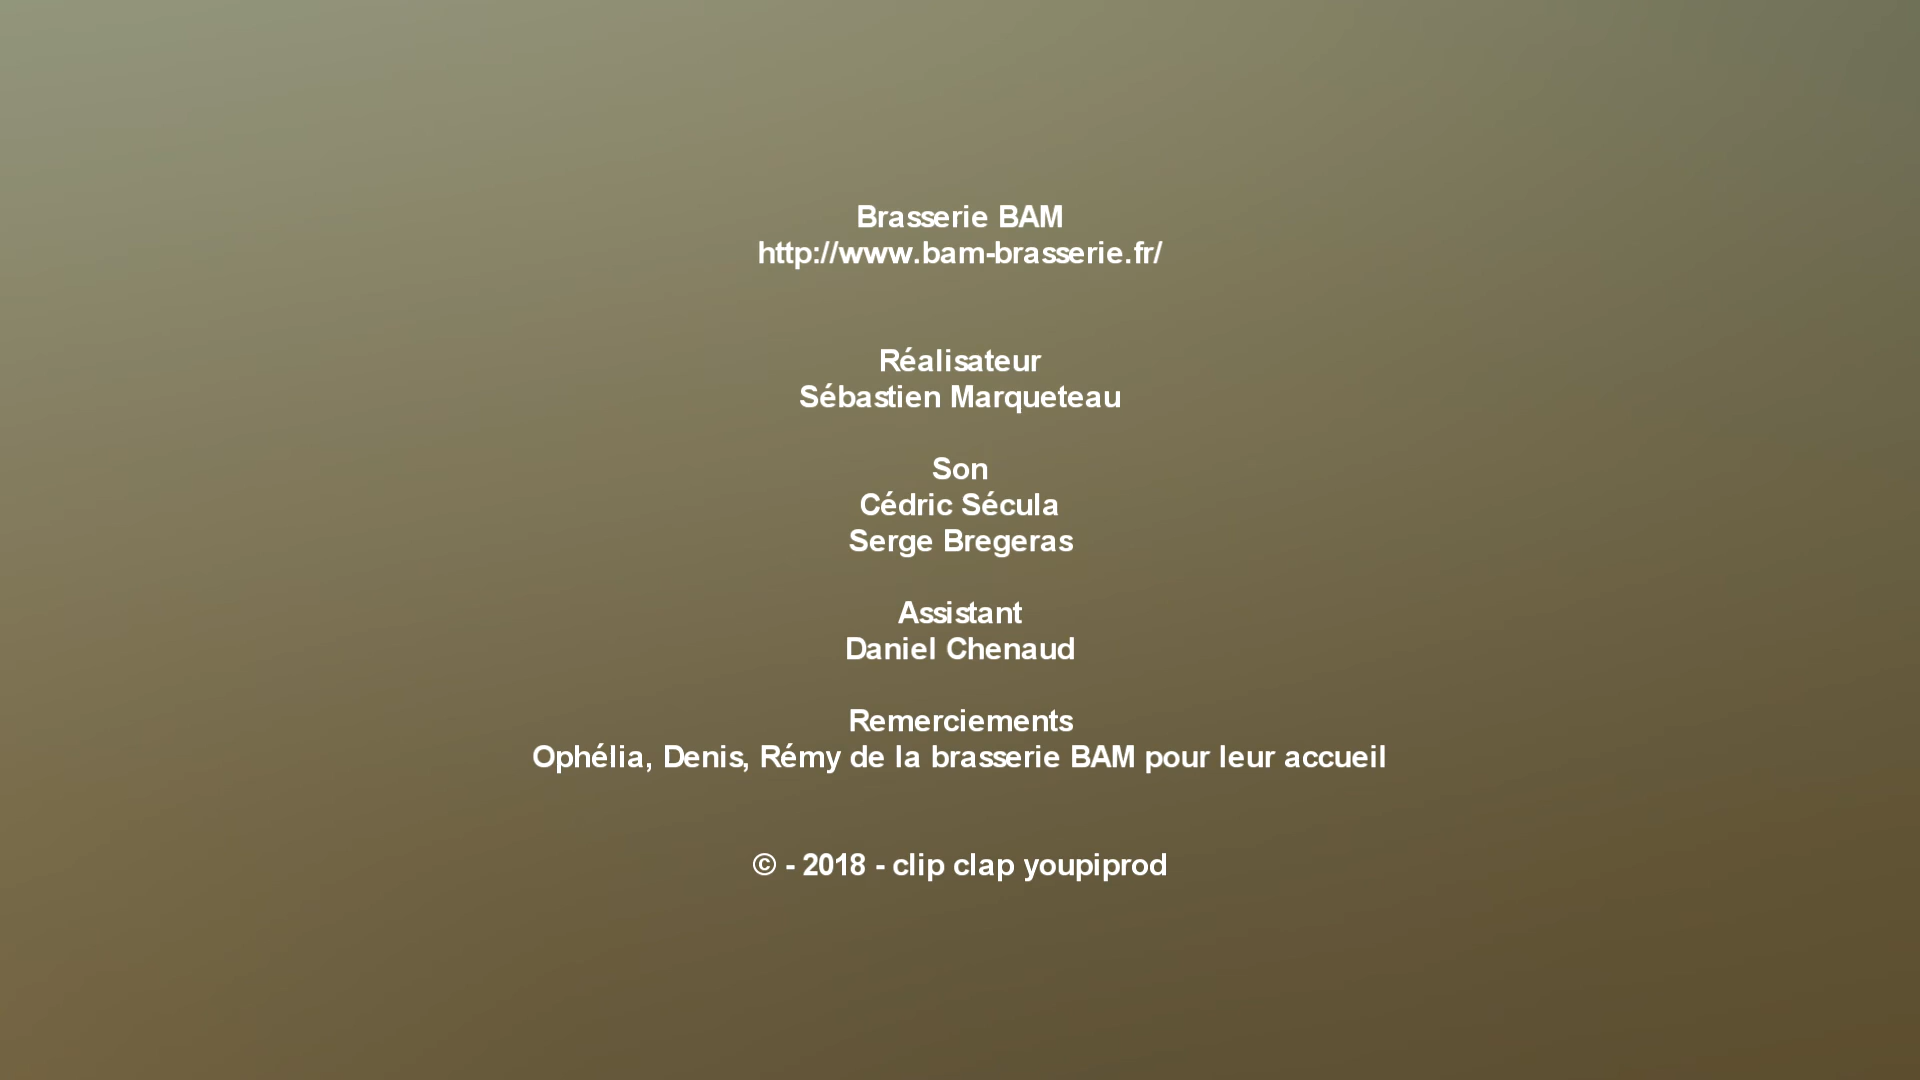 Brasserie BAM
http://www.bam-brasserie.fr/
Réalisateur
Sébastien Marqueteau
Son
Cédric Sécula
Serge Bregeras
Assistant
Daniel Chenaud
Remerciements
Ophélia, Denis, Rémy de la brasserie BAM pour leur accueil
© - 2018 - clip clap youpiprod